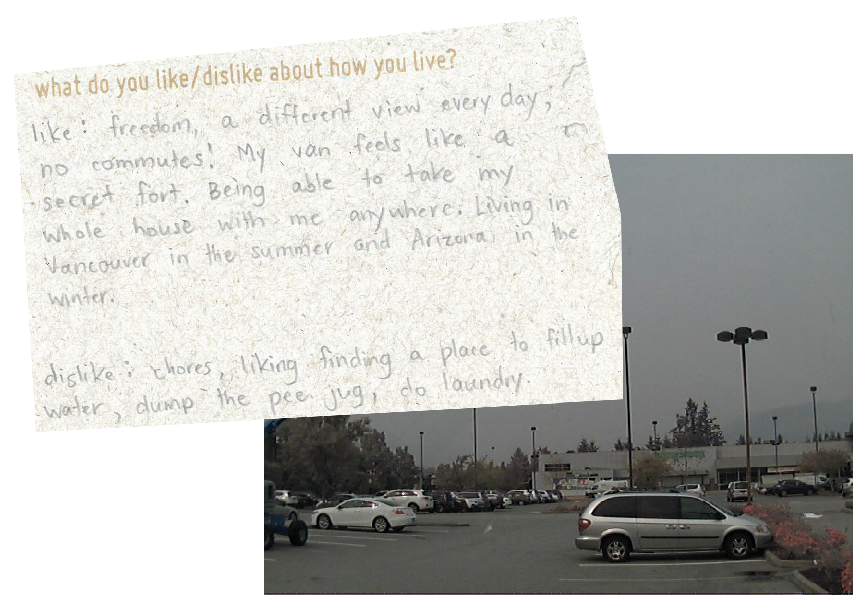 what do you like/dislike about how you live?
like: freedom, a different view every day,
no commutes! My van feels like a
secret fort. Being able to take my
whole house with me anywhere. Living in
Vancouver in the summer and Arizona in the
winter.
dislike: chores, liking finding a place to fill up
water, dump the pee jug, do laundry.